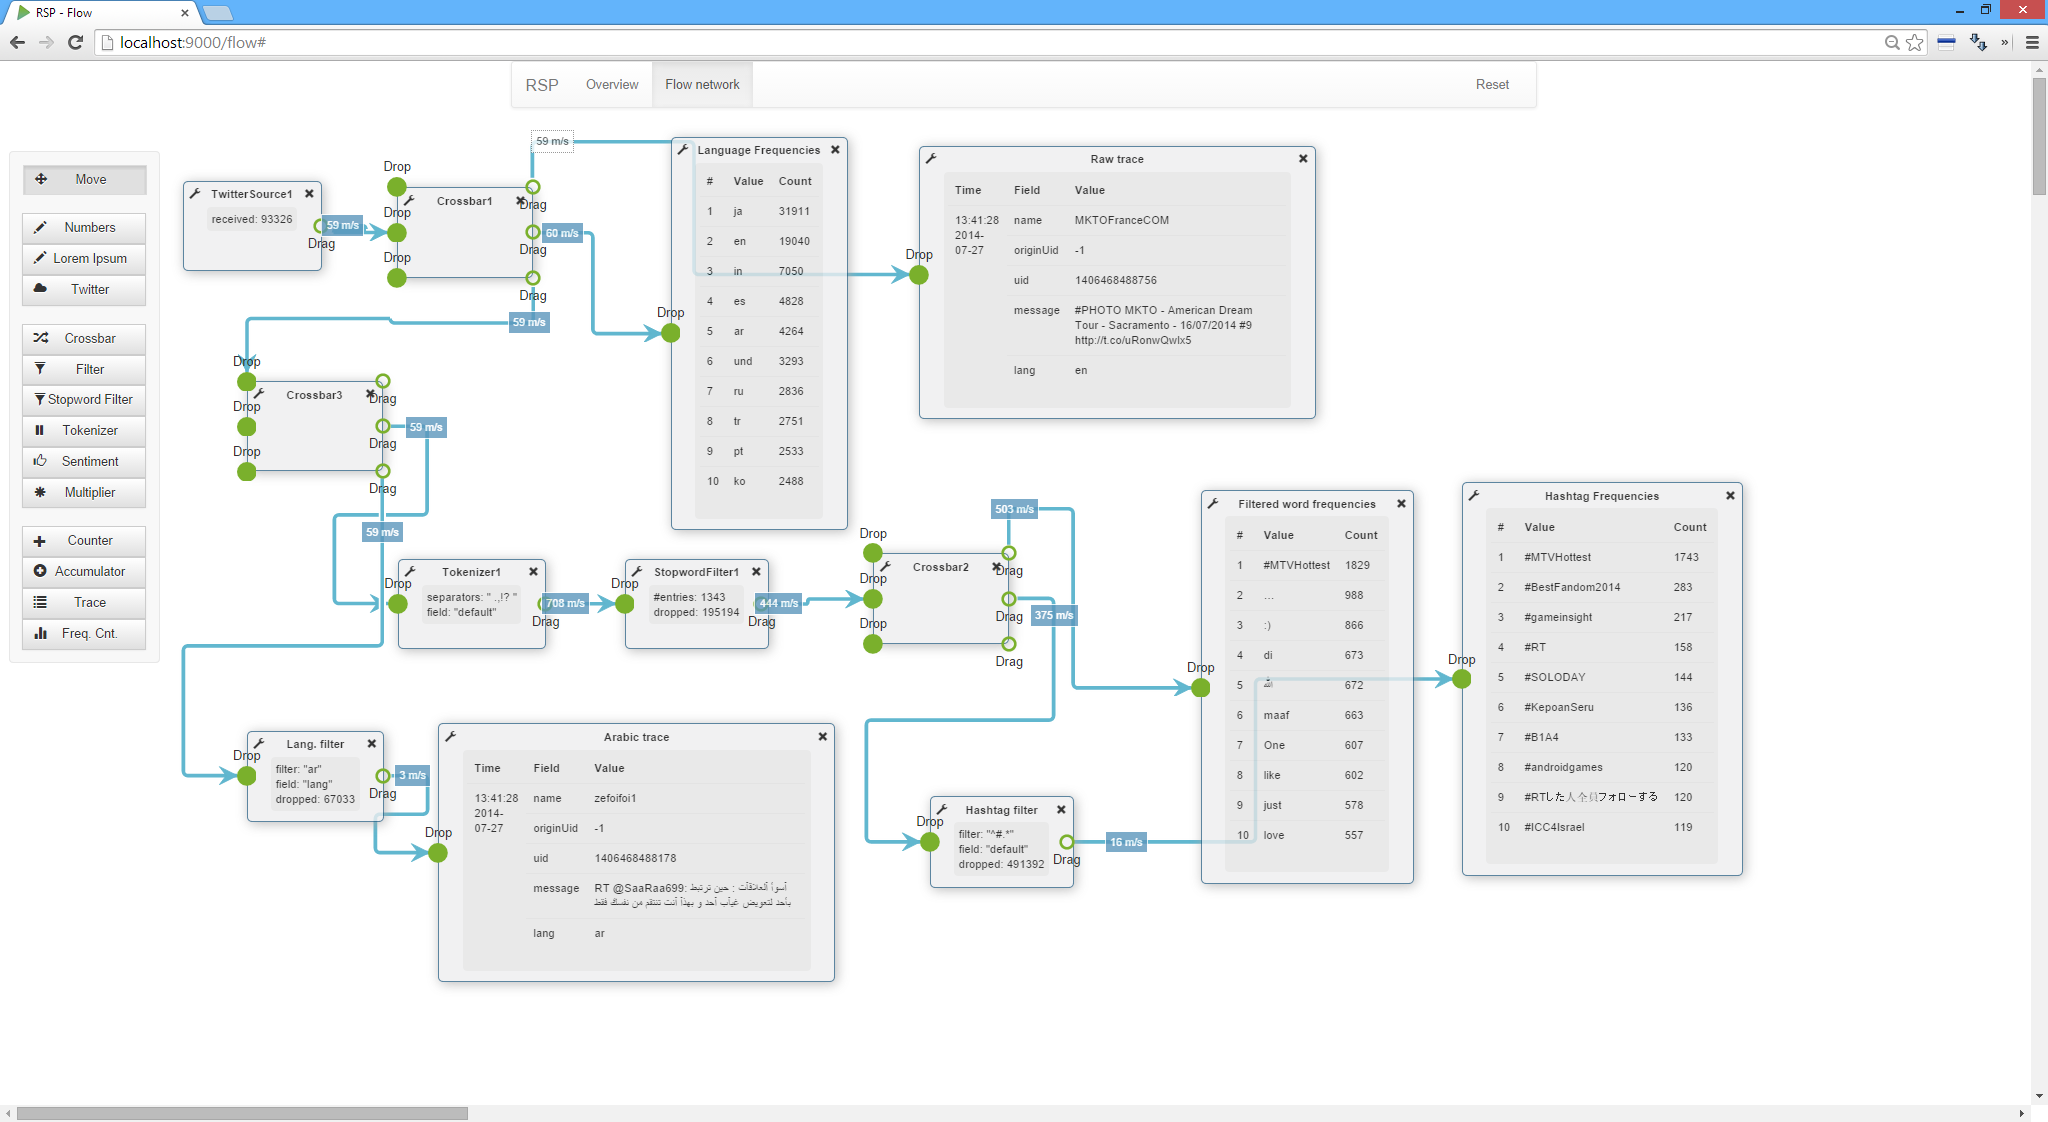 RSP - Flow
localhost:9000/flow#
RSP Overview Flow network Reset
Move
Numbers
Lorem Ipsum
Twitter
Crossbar
Filter
Stopword Filter
Tokenizer
Sentiment
Multiplier
Counter
Accumulator
Trace
Freq. Cnt.
TwitterSource1
received: 93326
Drag
59 m/s
Drop
Drop
Drop
Crossbar1
Drag
Drag
Drag
59 m/s
60 m/s
59 m/s
Drop
Language Frequencies
# Value Count
1 ja 31911
2 en 19040
3 in 7050
4 es 4828
5 ar 4264
6 und 3293
7 ru 2836
8 tr 2751
9 pt 2533
10 ko 2488
Drop
Raw trace
Time Field Value
13:41:28
2014-
07-27
name MKTOFranceCOM
originUid -1
uid 1406468488756
message #PHOTO MKTO - American Dream
Tour - Sacramento - 16/07/2014 #9
http://t.co/uRonwQwIx5
lang en
Drop
Drop
Drop
Crossbar3
Drag
Drag
Drag
59 m/s
59 m/s
Drop
Tokenizer1
separators: " .,!? "
field: "default"
Drag
708 m/s
Drop
StopwordFilter1
#entries: 1343
dropped: 195194
Drag
444 m/s
Drop
Drop
Drop
Crossbar2
Drag
Drag
Drag
503 m/s
375 m/s
Drop
Filtered word frequencies
# Value Count
1 #MTVHottest 1829
2 ... 988
3 :) 866
4 di 673
5 ﷲ 672
6 maaf 663
7 One 607
8 like 602
9 just 578
10 love 557
Drop
Hashtag Frequencies
# Value Count
1 #MTVHottest 1743
2 #BestFandom2014 283
3 #gameinsight 217
4 #RT 158
5 #SOLODAY 144
6 #KepoanSeru 136
7 #B1A4 133
8 #androidgames 120
9 #RTした人全員フォローする 120
10 #ICC4Israel 119
Drop
Lang. filter
filter: "ar"
field: "lang"
dropped: 67033
Drag
3 m/s
Drop
Arabic trace
Time Field Value
13:41:28
2014-
07-27
name zefoifoi1
originUid -1
uid 1406468488178
message RT @SaaRaa699: أسوأ ألعلاقآت : حين ترتبط
بأحد لتعويض غيآب أحد و بهذآ أنت تنتقم من نفسك فقط
lang ar
Drop
Hashtag filter
filter: "^#.*"
field: "default"
dropped: 491392
Drag
16 m/s